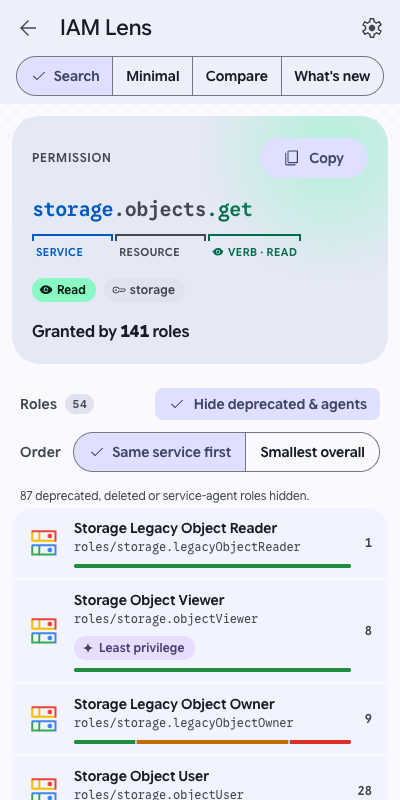 IAM Lens
Search
Minimal
Compare
What's new
PERMISSION
Copy
storage.objects.get
SERVICE
RESOURCE
VERB · READ
Read
storage
Granted by 141 roles
Roles 54
Hide deprecated & agents
Order
Same service first
Smallest overall
87 deprecated, deleted or service-agent roles hidden.
Storage Legacy Object Reader
roles/storage.legacyObjectReader
1
Storage Object Viewer
roles/storage.objectViewer
8
Least privilege
Storage Legacy Object Owner
roles/storage.legacyObjectOwner
9
Storage Object User
roles/storage.objectUser
28